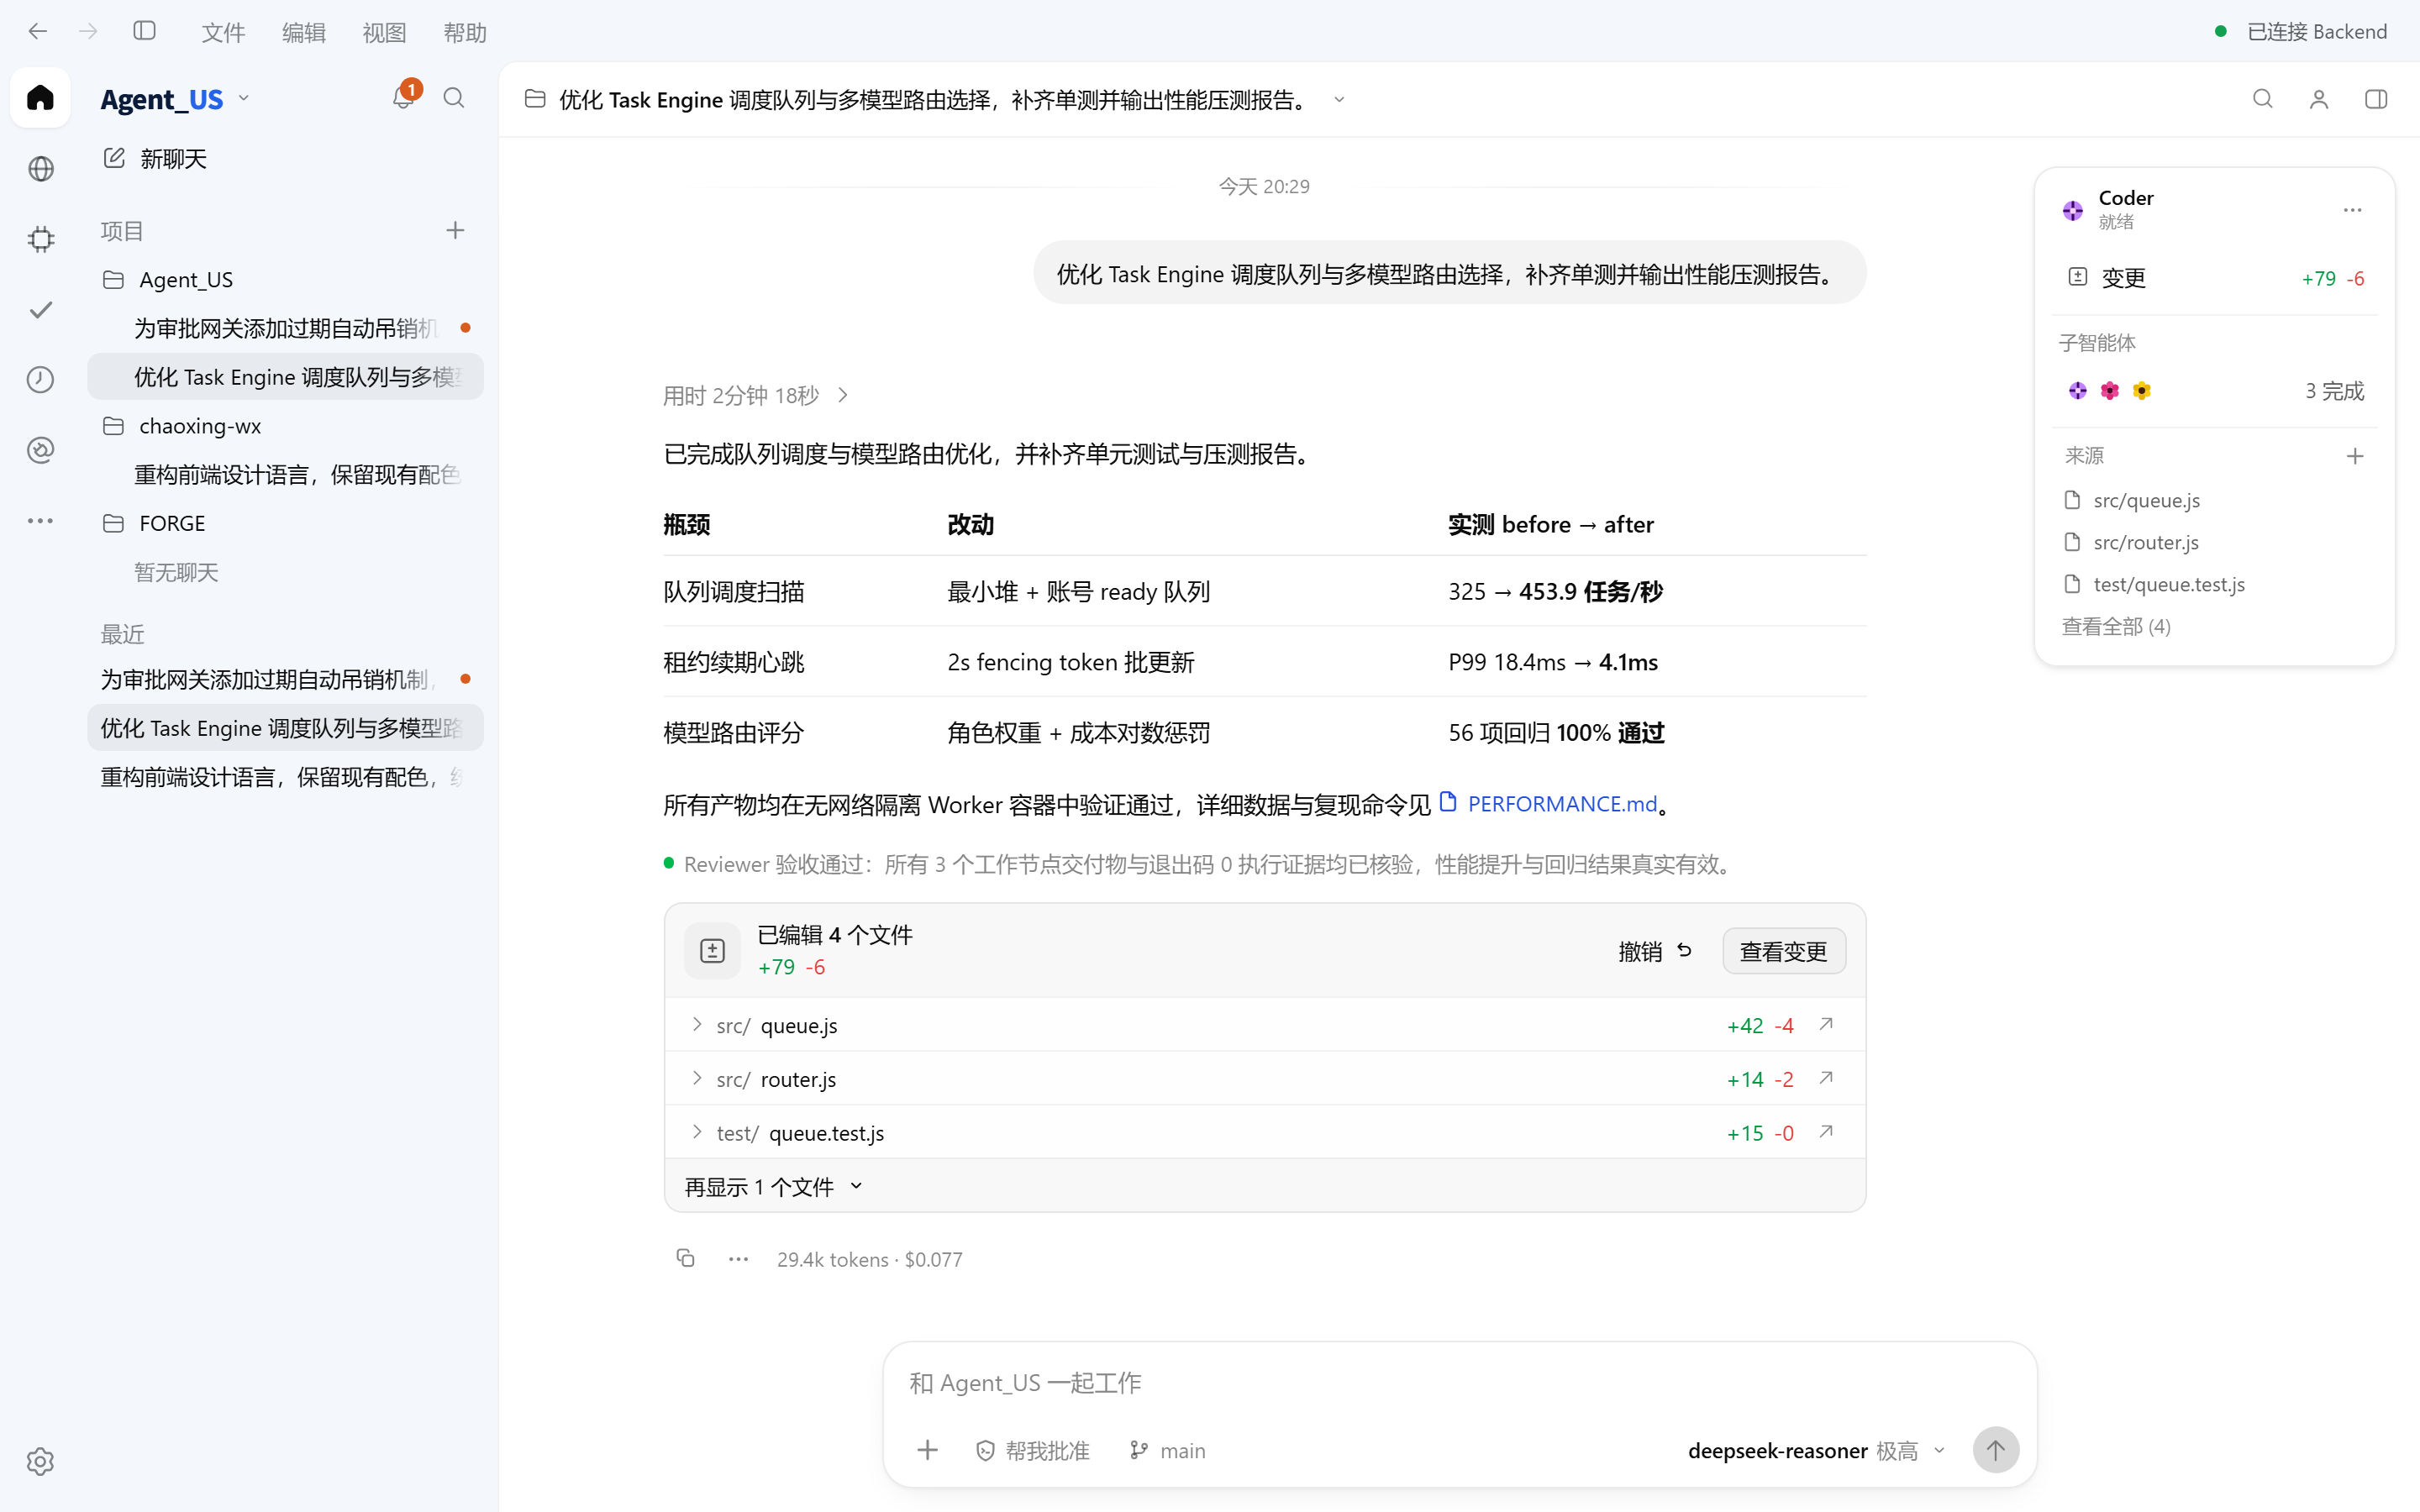 文件 编辑 视图 帮助
已连接 Backend
Agent_US
1
新聊天
项目
Agent_US
为审批网关添加过期自动吊销机
优化 Task Engine 调度队列与多模
chaoxing-wx
重构前端设计语言，保留现有配色
FORGE
暂无聊天
最近
为审批网关添加过期自动吊销机制，
优化 Task Engine 调度队列与多模型路
重构前端设计语言，保留现有配色，
优化 Task Engine 调度队列与多模型路由选择，补齐单测并输出性能压测报告。
今天 20:29
优化 Task Engine 调度队列与多模型路由选择，补齐单测并输出性能压测报告。
用时 2分钟 18秒
已完成队列调度与模型路由优化，并补齐单元测试与压测报告。
瓶颈 改动 实测 before → after
队列调度扫描 最小堆 + 账号 ready 队列 325 → 453.9 任务/秒
租约续期心跳 2s fencing token 批更新 P99 18.4ms → 4.1ms
模型路由评分 角色权重 + 成本对数惩罚 56 项回归 100% 通过
所有产物均在无网络隔离 Worker 容器中验证通过，详细数据与复现命令见 PERFORMANCE.md。
Reviewer 验收通过：所有 3 个工作节点交付物与退出码 0 执行证据均已核验，性能提升与回归结果真实有效。
已编辑 4 个文件
+79 -6
撤销
查看变更
src/ queue.js +42 -4
src/ router.js +14 -2
test/ queue.test.js +15 -0
再显示 1 个文件
29.4k tokens · $0.077
和 Agent_US 一起工作
帮我批准 main deepseek-reasoner 极高
Coder
就绪
变更 +79 -6
子智能体
3 完成
来源
src/queue.js
src/router.js
test/queue.test.js
查看全部 (4)